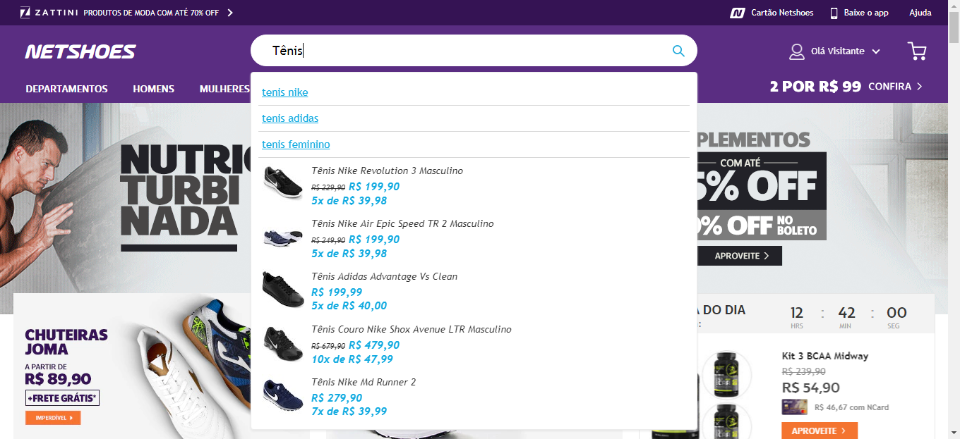 ZATTINI PRODUTOS DE MODA COM ATÉ 70% OFF
Cartão Netshoes
Baixe o app
Ajuda
NETSHOES
Tênis
Olá Visitante
DEPARTAMENTOS
HOMENS
MULHERES
2 POR R$ 99 CONFIRA
tenis nike
tenis adidas
tenis feminino
Tênis Nike Revolution 3 Masculino
R$ 229,90 R$ 199,90
5x de R$ 39,98
Tênis Nike Air Epic Speed TR 2 Masculino
R$ 349,90 R$ 199,90
5x de R$ 39,98
Tênis Adidas Advantage Vs Clean
R$ 199,99
5x de R$ 40,00
Tênis Couro Nike Shox Avenue LTR Masculino
R$ 679,90 R$ 479,90
10x de R$ 47,99
Tênis Nike Md Runner 2
R$ 279,90
7x de R$ 39,99
NUTRI
TURBI
NADA
PLEMENTOS
COM ATÉ
5% OFF
0% OFF NO BOLETO
APROVEITE
CHUTEIRAS
JOMA
A PARTIR DE
R$ 89,90
+FRETE GRÁTIS*
IMPERDÍVEL
DO DIA
12 : 42 : 00
HRS MIN SEG
Kit 3 BCAA Midway
R$ 239,90
R$ 54,90
R$ 46,67 com NCard
APROVEITE